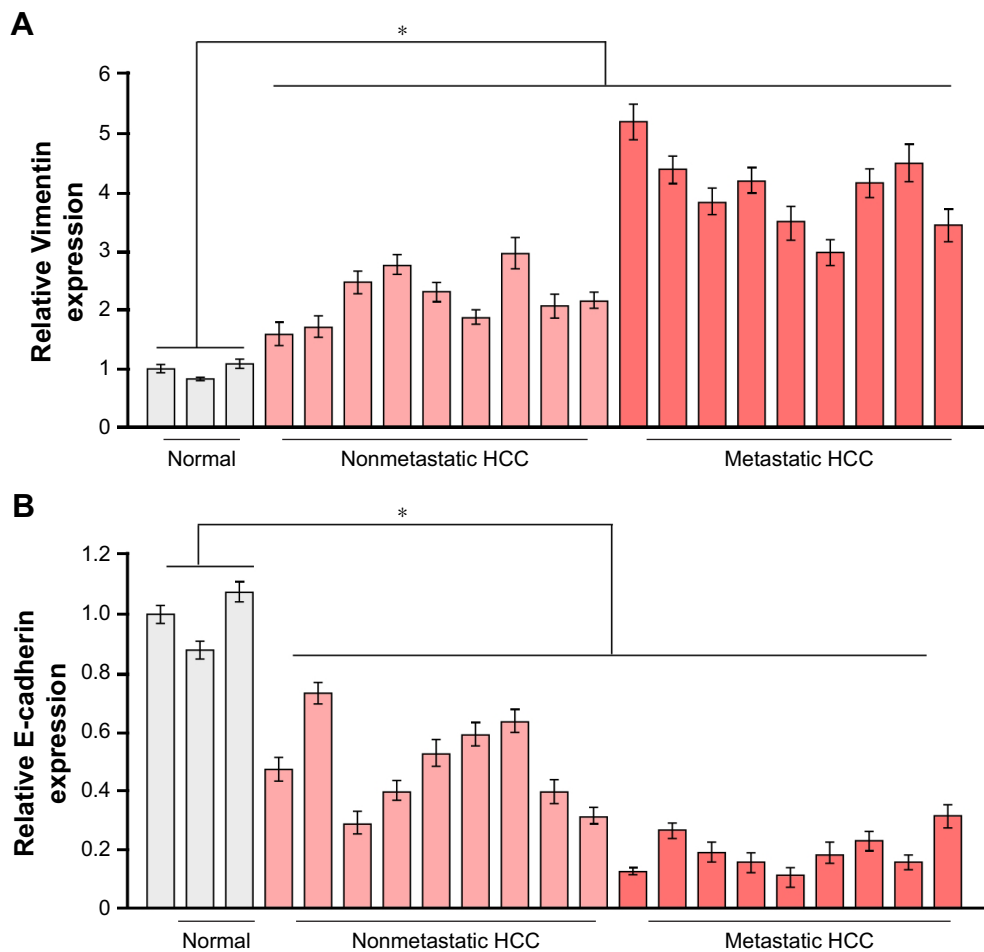 A
*
Relative Vimentin
expression
6
5
4
3
2
1
0
Normal
Nonmetastatic HCC
Metastatic HCC
B
*
Relative E-cadherin
expression
1.2
1.0
0.8
0.6
0.4
0.2
0
Normal
Nonmetastatic HCC
Metastatic HCC